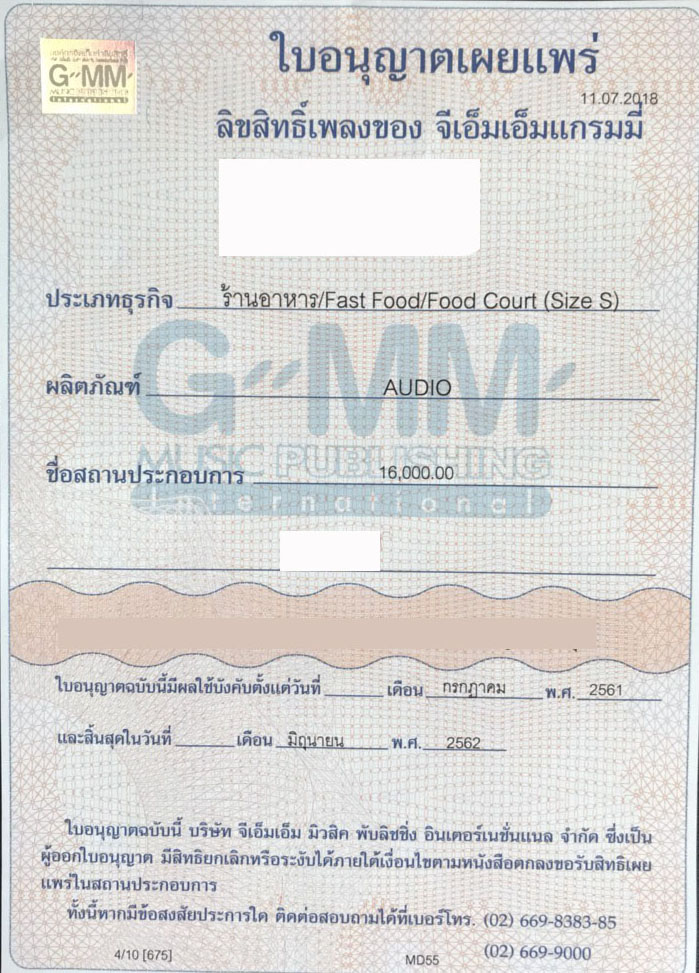 G"MM'
MUSIC PUBLISHING
International
ใบอนุญาตเผยแพร่
11.07.2018
ลิขสิทธิ์เพลงของ จีเอ็มเอ็มแกรมมี่
ประเภทธุรกิจ ร้านอาหาร/Fast Food/Food Court (Size S)
G"MM'
ผลิตภัณฑ์ AUDIO
MUSIC PUBLISHING
ชื่อสถานประกอบการ 16,000.00
International
ใบอนุญาตฉบับนี้มีผลใช้บังคับตั้งแต่วันที่ เดือน กรกฎาคม พ.ศ. 2561
และสิ้นสุดในวันที่ เดือน มิถุนายน พ.ศ. 2562
ใบอนุญาตฉบับนี้ บริษัท จีเอ็มเอ็ม มิวสิค พับลิชชิ่ง อินเตอร์เนชั่นแนล จำกัด ซึ่งเป็น
ผู้ออกใบอนุญาต มีสิทธิยกเลิกหรือระงับได้ภายใต้เงื่อนไขตามหนังสือตกลงขอรับสิทธิเผย
แพร่ในสถานประกอบการ
ทั้งนี้หากมีข้อสงสัยประการใด ติดต่อสอบถามได้ที่เบอร์โทร. (02) 669-8383-85
(02) 669-9000
4/10 [675]
MD55